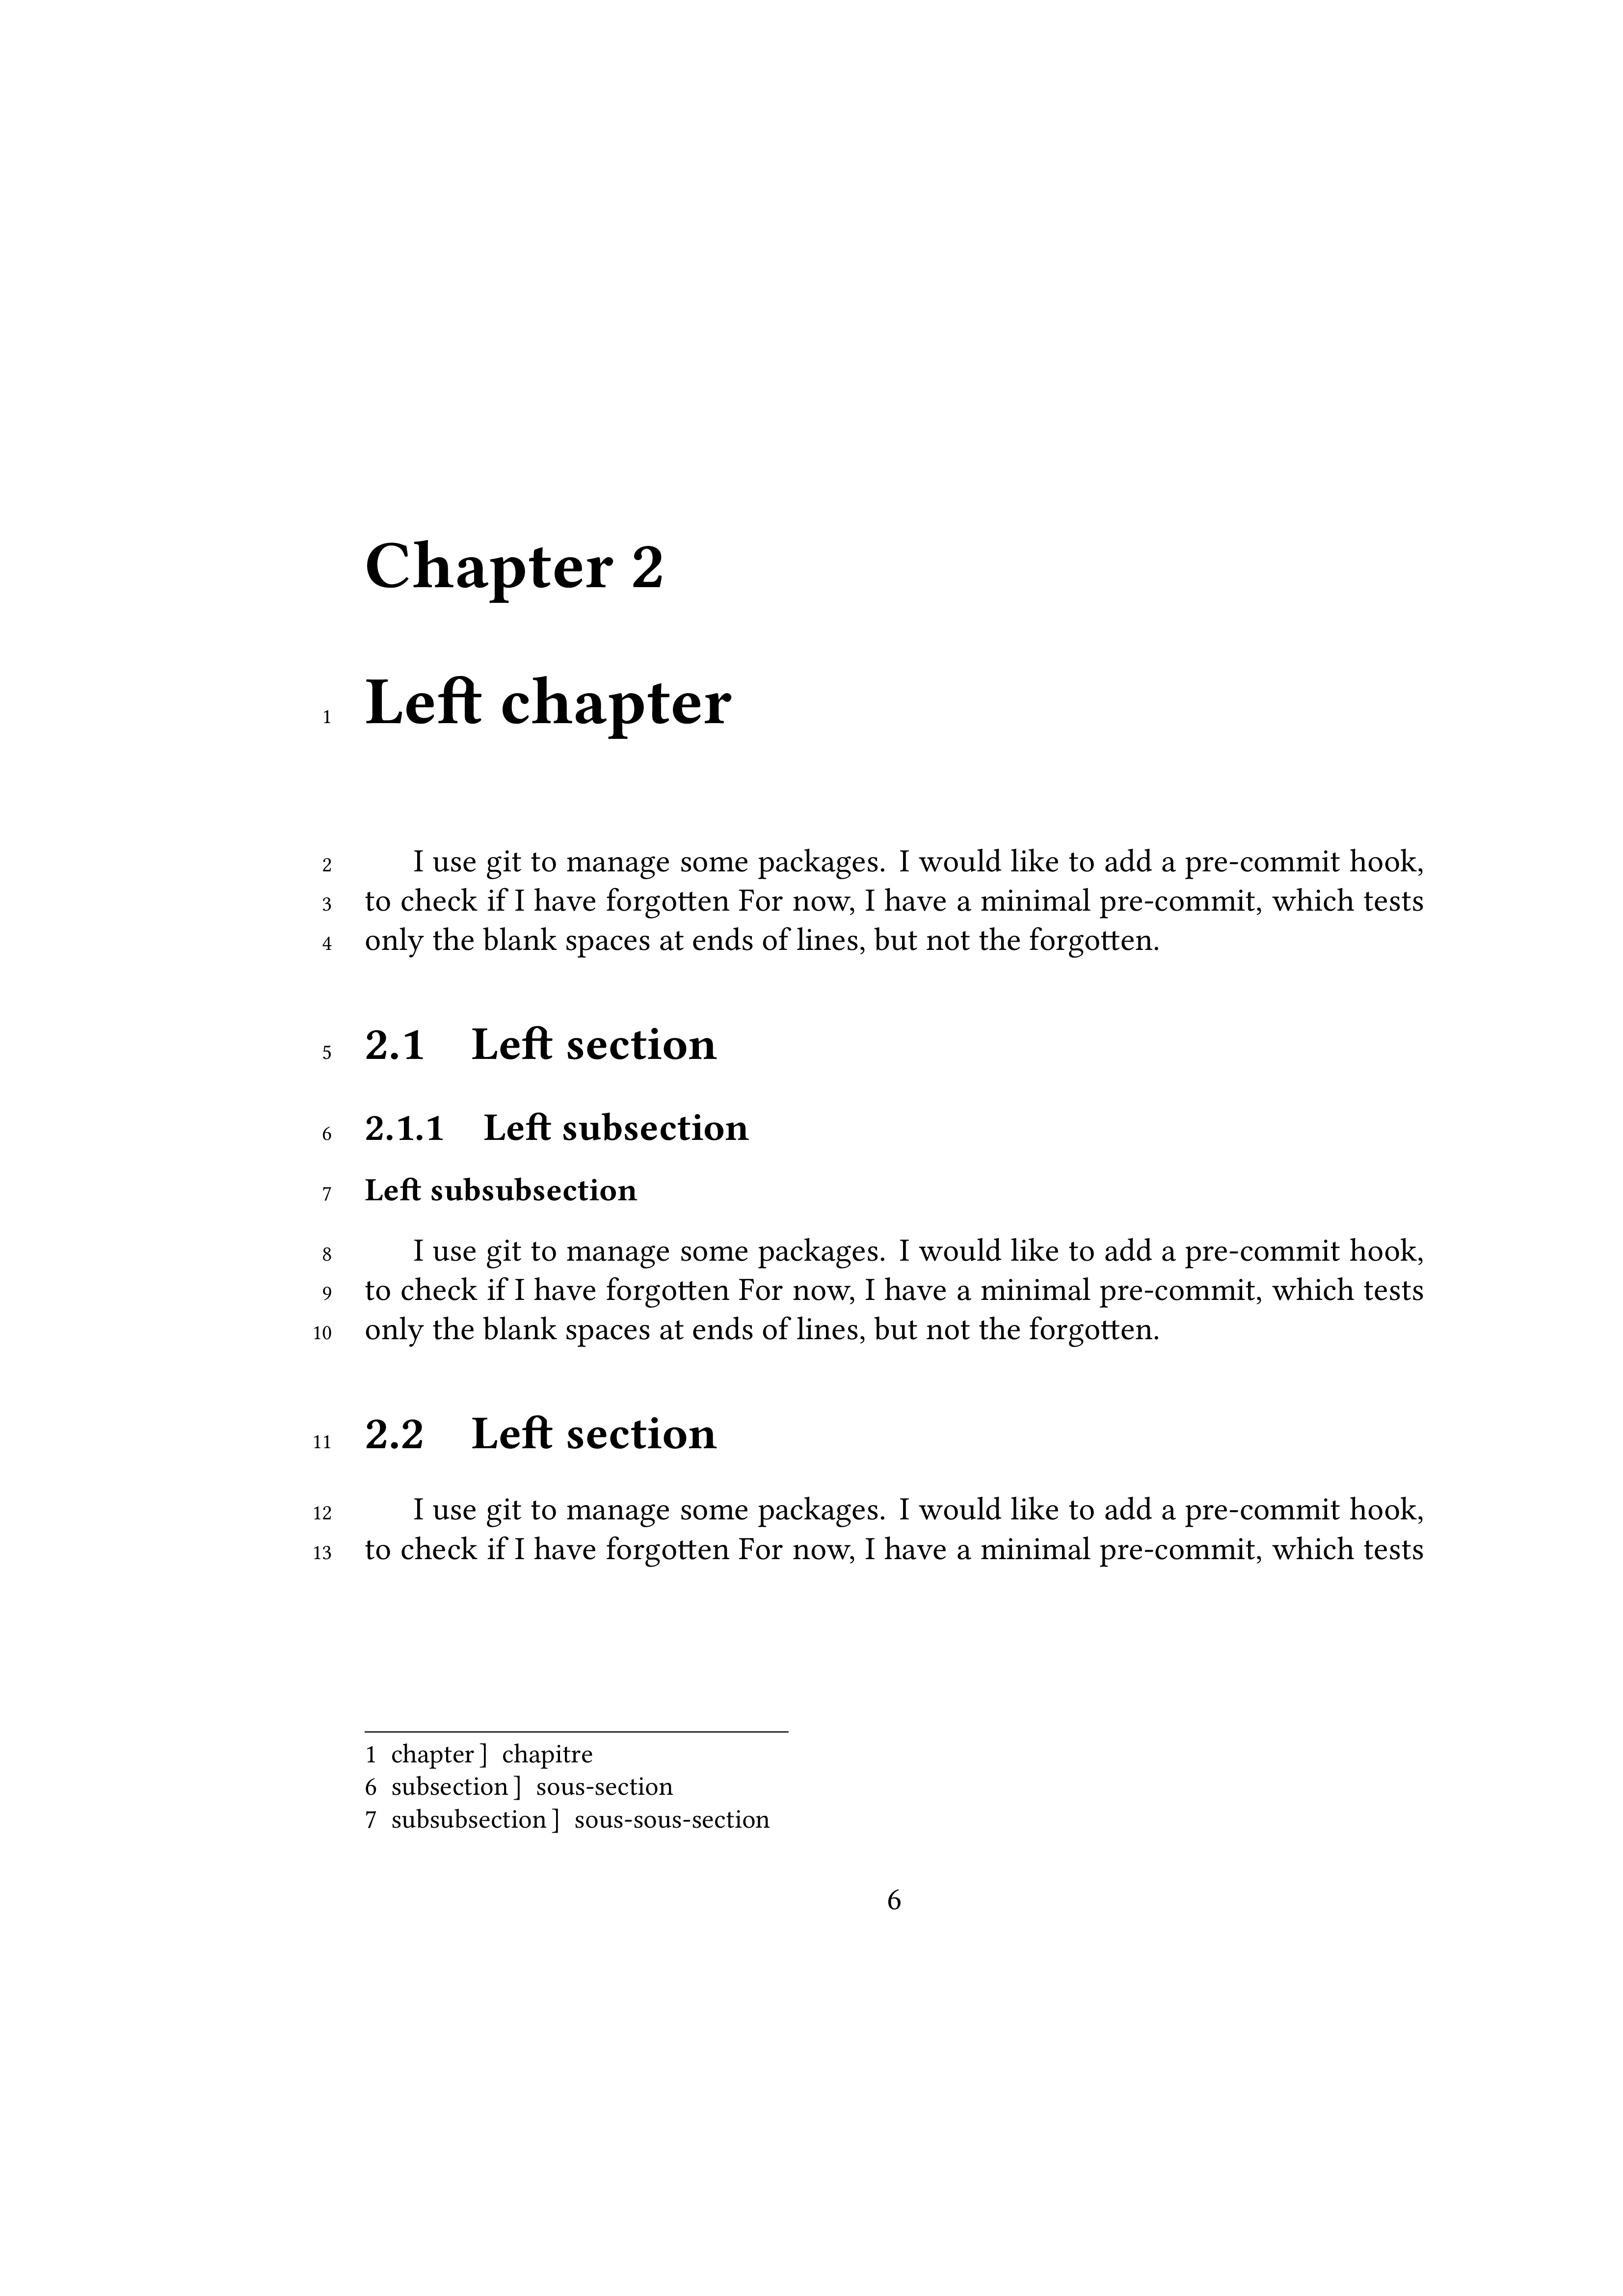 Chapter 2
1 Left chapter
2 I use git to manage some packages. I would like to add a pre-commit hook,
3 to check if I have forgotten For now, I have a minimal pre-commit, which tests
4 only the blank spaces at ends of lines, but not the forgotten.
5 2.1 Left section
6 2.1.1 Left subsection
7 Left subsubsection
8 I use git to manage some packages. I would like to add a pre-commit hook,
9 to check if I have forgotten For now, I have a minimal pre-commit, which tests
10 only the blank spaces at ends of lines, but not the forgotten.
11 2.2 Left section
12 I use git to manage some packages. I would like to add a pre-commit hook,
13 to check if I have forgotten For now, I have a minimal pre-commit, which tests
1 chapter ] chapitre
6 subsection ] sous-section
7 subsubsection ] sous-sous-section
6